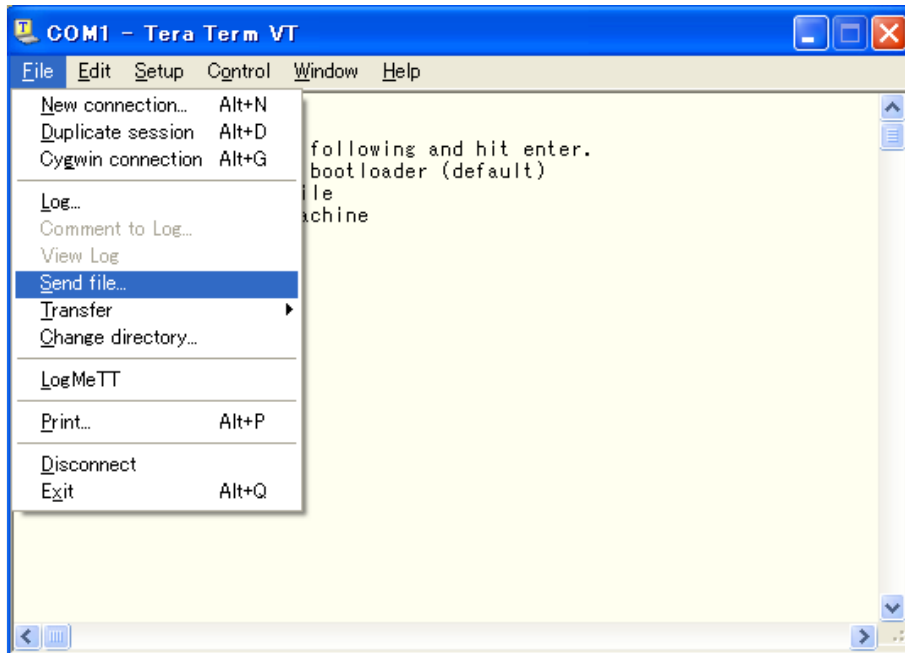 COM1 - Tera Term VT
File Edit Setup Control Window Help
New connection... Alt+N
Duplicate session Alt+D
Cygwin connection Alt+G
Log...
Comment to Log...
View Log
Send file...
Transfer
Change directory...
LogMeTT
Print... Alt+P
Disconnect
Exit Alt+Q
following and hit enter.
bootloader (default)
ile
achine